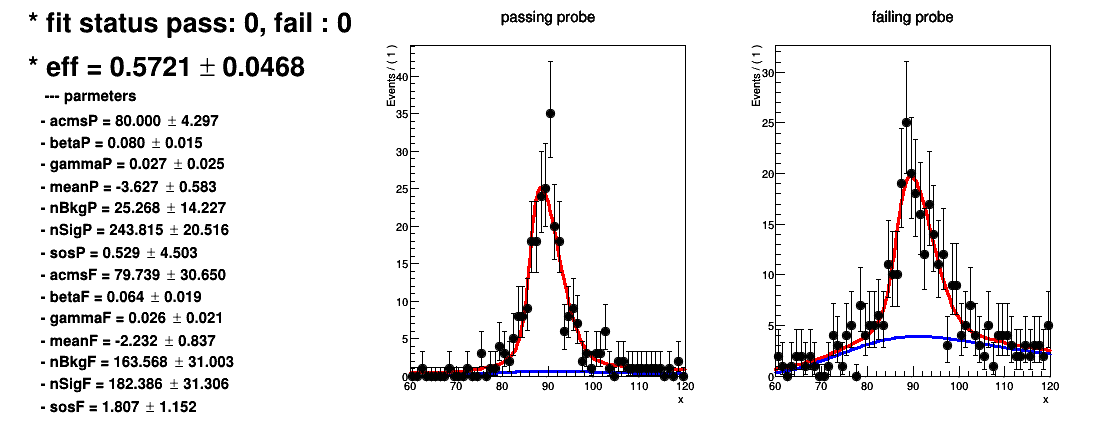 * fit status pass: 0, fail : 0
* eff = 0.5721 ± 0.0468
--- parmeters
- acmsP = 80.000 ± 4.297
- betaP = 0.080 ± 0.015
- gammaP = 0.027 ± 0.025
- meanP = -3.627 ± 0.583
- nBkgP = 25.268 ± 14.227
- nSigP = 243.815 ± 20.516
- sosP = 0.529 ± 4.503
- acmsF = 79.739 ± 30.650
- betaF = 0.064 ± 0.019
- gammaF = 0.026 ± 0.021
- meanF = -2.232 ± 0.837
- nBkgF = 163.568 ± 31.003
- nSigF = 182.386 ± 31.306
- sosF = 1.807 ± 1.152
passing probe
Events / ( 1 )
40
35
30
25
20
15
10
5
0
60 70 80 90 100 110 120
x
failing probe
Events / ( 1 )
30
25
20
15
10
5
0
60 70 80 90 100 110 120
x